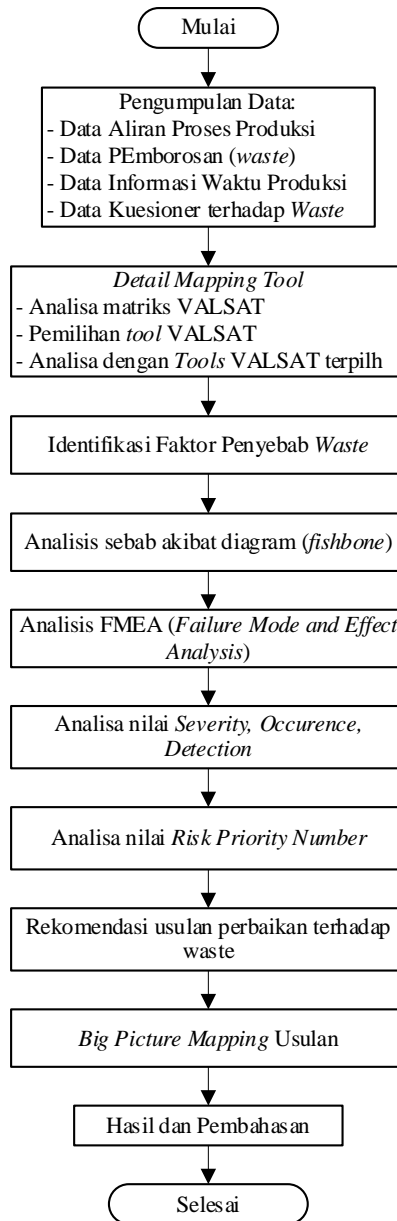 Mulai
Pengumpulan Data:
- Data Aliran Proses Produksi
- Data PEmborosan (waste)
- Data Informasi Waktu Produksi
- Data Kuesioner terhadap Waste
Detail Mapping Tool
- Analisa matriks VALSAT
- Pemilihan tool VALSAT
- Analisa dengan Tools VALSAT terpilh
Identifikasi Faktor Penyebab Waste
Analisis sebab akibat diagram (fishbone)
Analisis FMEA (Failure Mode and Effect
Analysis)
Analisa nilai Severity, Occurence,
Detection
Analisa nilai Risk Priority Number
Rekomendasi usulan perbaikan terhadap
waste
Big Picture Mapping Usulan
Hasil dan Pembahasan
Selesai